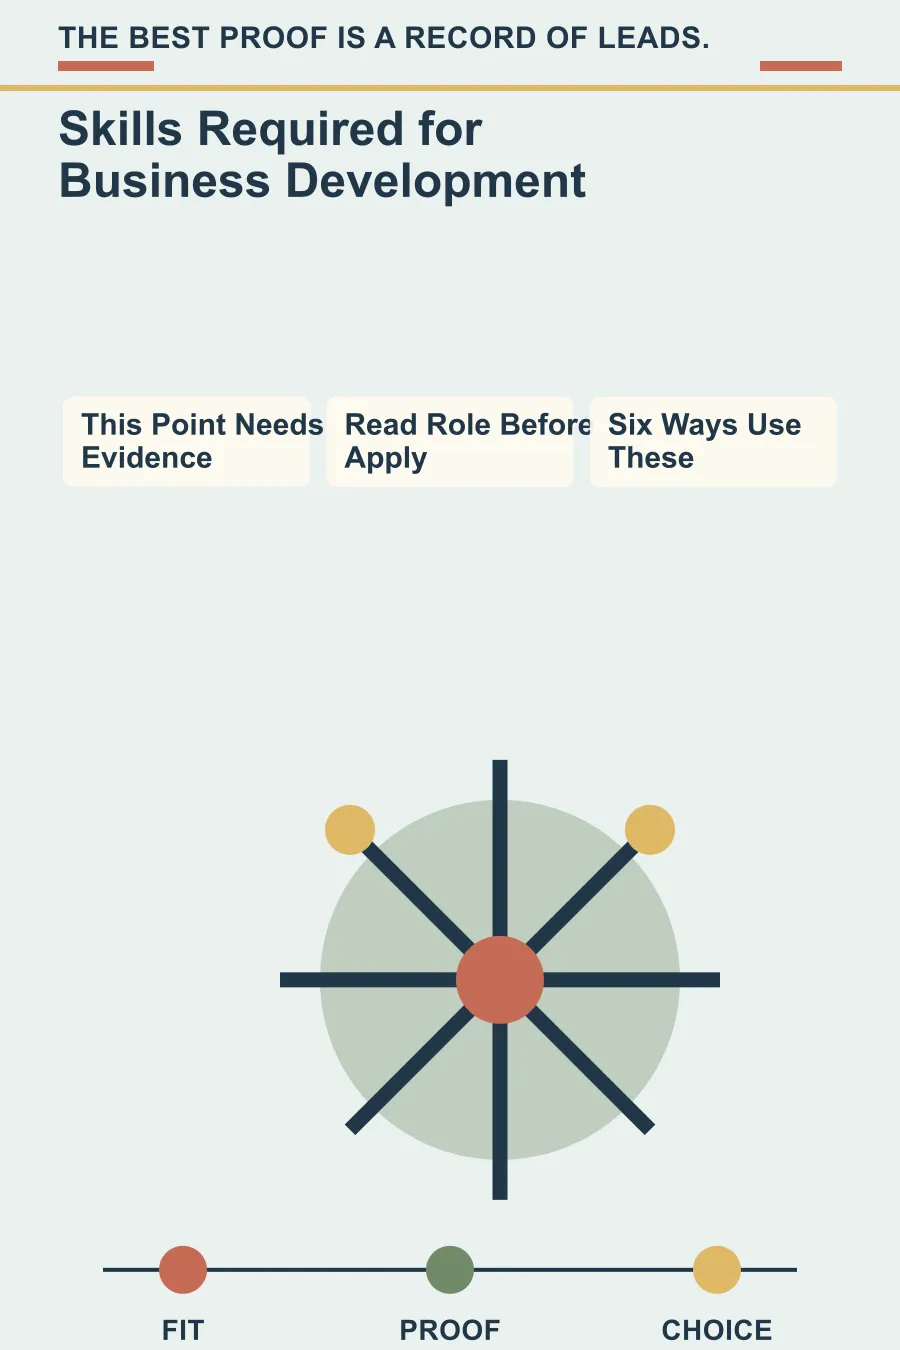 THE BEST PROOF IS A RECORD OF LEADS.
Skills Required for
Business Development
This Point Needs
Evidence
Read Role Before
Apply
Six Ways Use
These
FIT
PROOF
CHOICE